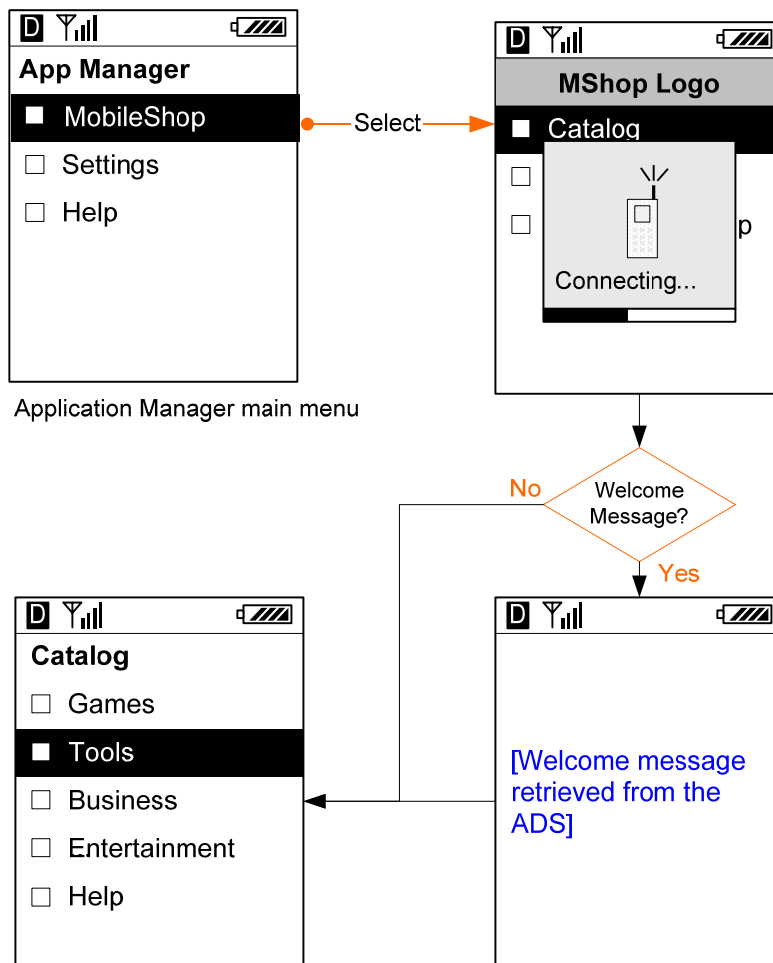 D
App Manager
MobileShop
Settings
Help
Application Manager main menu
Select
D
MShop Logo
Catalog
p
Connecting...
Welcome
Message?
No
Yes
D
Catalog
Games
Tools
Business
Entertainment
Help
D
[Welcome message
retrieved from the
ADS]